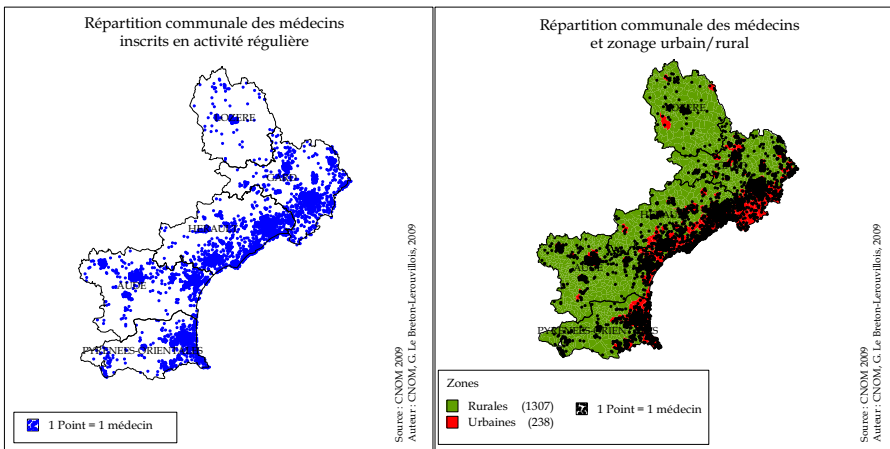 Répartition communale des médecins
inscrits en activité régulière
LOZERE
GARD
HERAULT
AUDE
PYRENEES-ORIENTALES
1 Point = 1 médecin
Source : CNOM 2009
Auteur : CNOM, G. Le Breton-Lerouvillois, 2009
Répartition communale des médecins
et zonage urbain/rural
LOZERE
AUDE
PYRENEES-ORIENTALES
Zones
Rurales (1307)
Urbaines (238)
1 Point = 1 médecin
Source : CNOM 2009
Auteur : CNOM, G. Le Breton-Lerouvillois, 2009